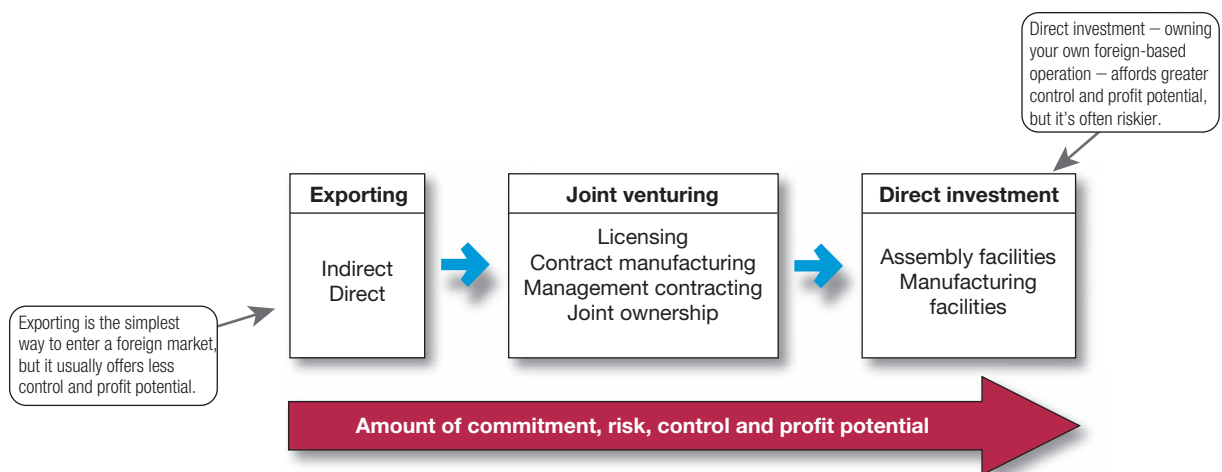 Direct investment – owning
your own foreign-based
operation – affords greater
control and profit potential,
but it's often riskier.
Exporting
Indirect
Direct
Joint venturing
Licensing
Contract manufacturing
Management contracting
Joint ownership
Direct investment
Assembly facilities
Manufacturing
facilities
Exporting is the simplest
way to enter a foreign market,
but it usually offers less
control and profit potential.
Amount of commitment, risk, control and profit potential